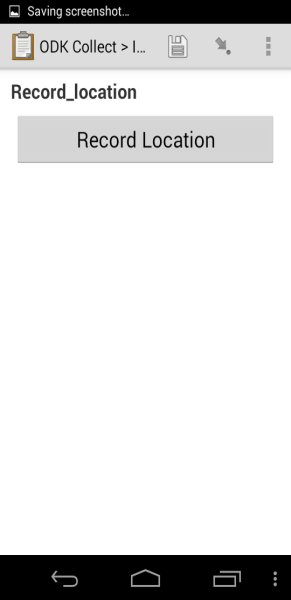 Saving screenshot...
ODK Collect > I...
Record_location
Record Location